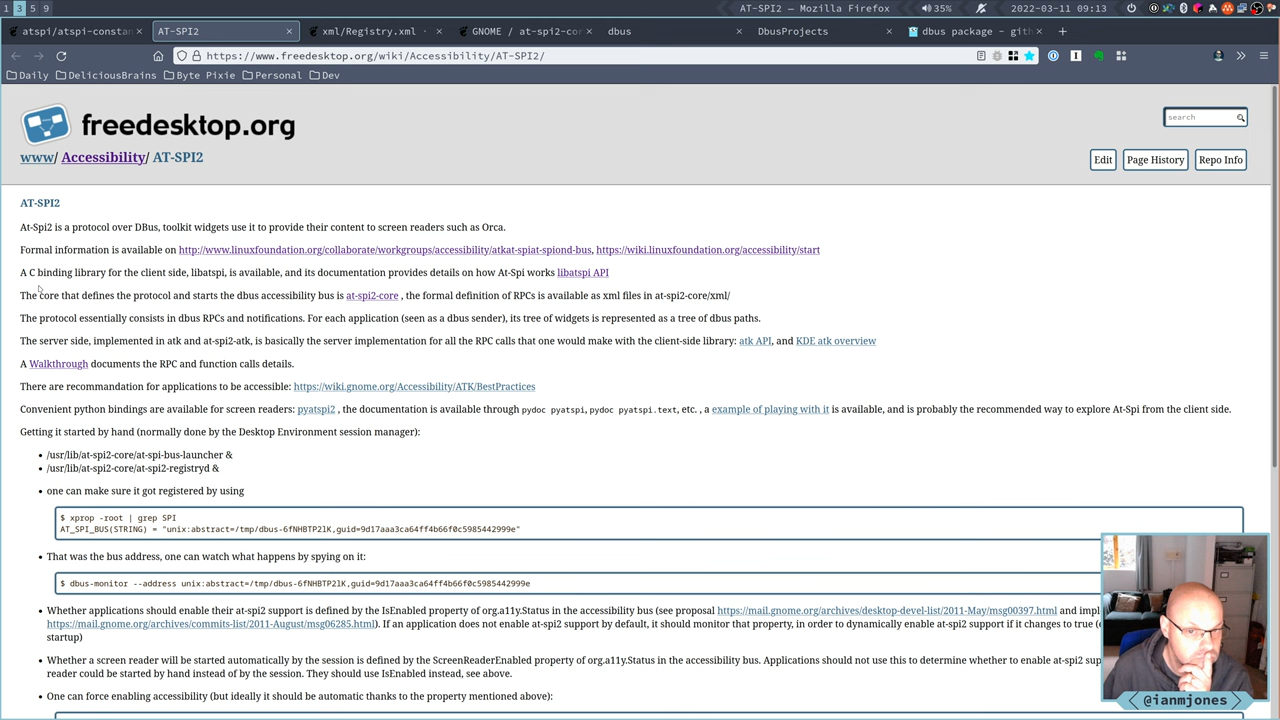 1 3 5 9
AT-SPI2 — Mozilla Firefox
35%
2022-03-11 09:13
atspi/atspi-constan
AT-SPI2
xml/Registry.xml
GNOME / at-spi2-co
dbus
DbusProjects
dbus package - gith
https://www.freedesktop.org/wiki/Accessibility/AT-SPI2/
Daily
DeliciousBrains
Byte Pixie
Personal
Dev
freedesktop.org
search
www/ Accessibility/ AT-SPI2
Edit
Page History
Repo Info
AT-SPI2
At-Spi2 is a protocol over DBus, toolkit widgets use it to provide their content to screen readers such as Orca.
Formal information is available on http://www.linuxfoundation.org/collaborate/workgroups/accessibility/atkat-spiat-spiond-bus, https://wiki.linuxfoundation.org/accessibility/start
A C binding library for the client side, libatspi, is available, and its documentation provides details on how At-Spi works libatspi API
The core that defines the protocol and starts the dbus accessibility bus is at-spi2-core , the formal definition of RPCs is available as xml files in at-spi2-core/xml/
The protocol essentially consists in dbus RPCs and notifications. For each application (seen as a dbus sender), its tree of widgets is represented as a tree of dbus paths.
The server side, implemented in atk and at-spi2-atk, is basically the server implementation for all the RPC calls that one would make with the client-side library: atk API, and KDE atk overview
A Walkthrough documents the RPC and function calls details.
There are recommandation for applications to be accessible: https://wiki.gnome.org/Accessibility/ATK/BestPractices
Convenient python bindings are available for screen readers: pyatspi2 , the documentation is available through pydoc pyatspi, pydoc pyatspi.text, etc. , a example of playing with it is available, and is probably the recommended way to explore At-Spi from the client side.
Getting it started by hand (normally done by the Desktop Environment session manager):
• /usr/lib/at-spi2-core/at-spi-bus-launcher &
• /usr/lib/at-spi2-core/at-spi2-registryd &
• one can make sure it got registered by using
$ xprop -root | grep SPI
AT_SPI_BUS(STRING) = "unix:abstract=/tmp/dbus-6fNHBTP2lK,guid=9d17aaa3ca64ff4b66f0c5985442999e"
• That was the bus address, one can watch what happens by spying on it:
$ dbus-monitor --address unix:abstract=/tmp/dbus-6fNHBTP2lK,guid=9d17aaa3ca64ff4b66f0c5985442999e
• Whether applications should enable their at-spi2 support is defined by the IsEnabled property of org.a11y.Status in the accessibility bus (see proposal https://mail.gnome.org/archives/desktop-devel-list/2011-May/msg00397.html and impl
https://mail.gnome.org/archives/commits-list/2011-August/msg06285.html). If an application does not enable at-spi2 support by default, it should monitor that property, in order to dynamically enable at-spi2 support if it changes to true (
startup)
• Whether a screen reader will be started automatically by the session is defined by the ScreenReaderEnabled property of org.a11y.Status in the accessibility bus. Applications should not use this to determine whether to enable at-spi2 sup
reader could be started by hand instead of by the session. They should use IsEnabled instead, see above.
• One can force enabling accessibility (but ideally it should be automatic thanks to the property mentioned above):
@ianmjones